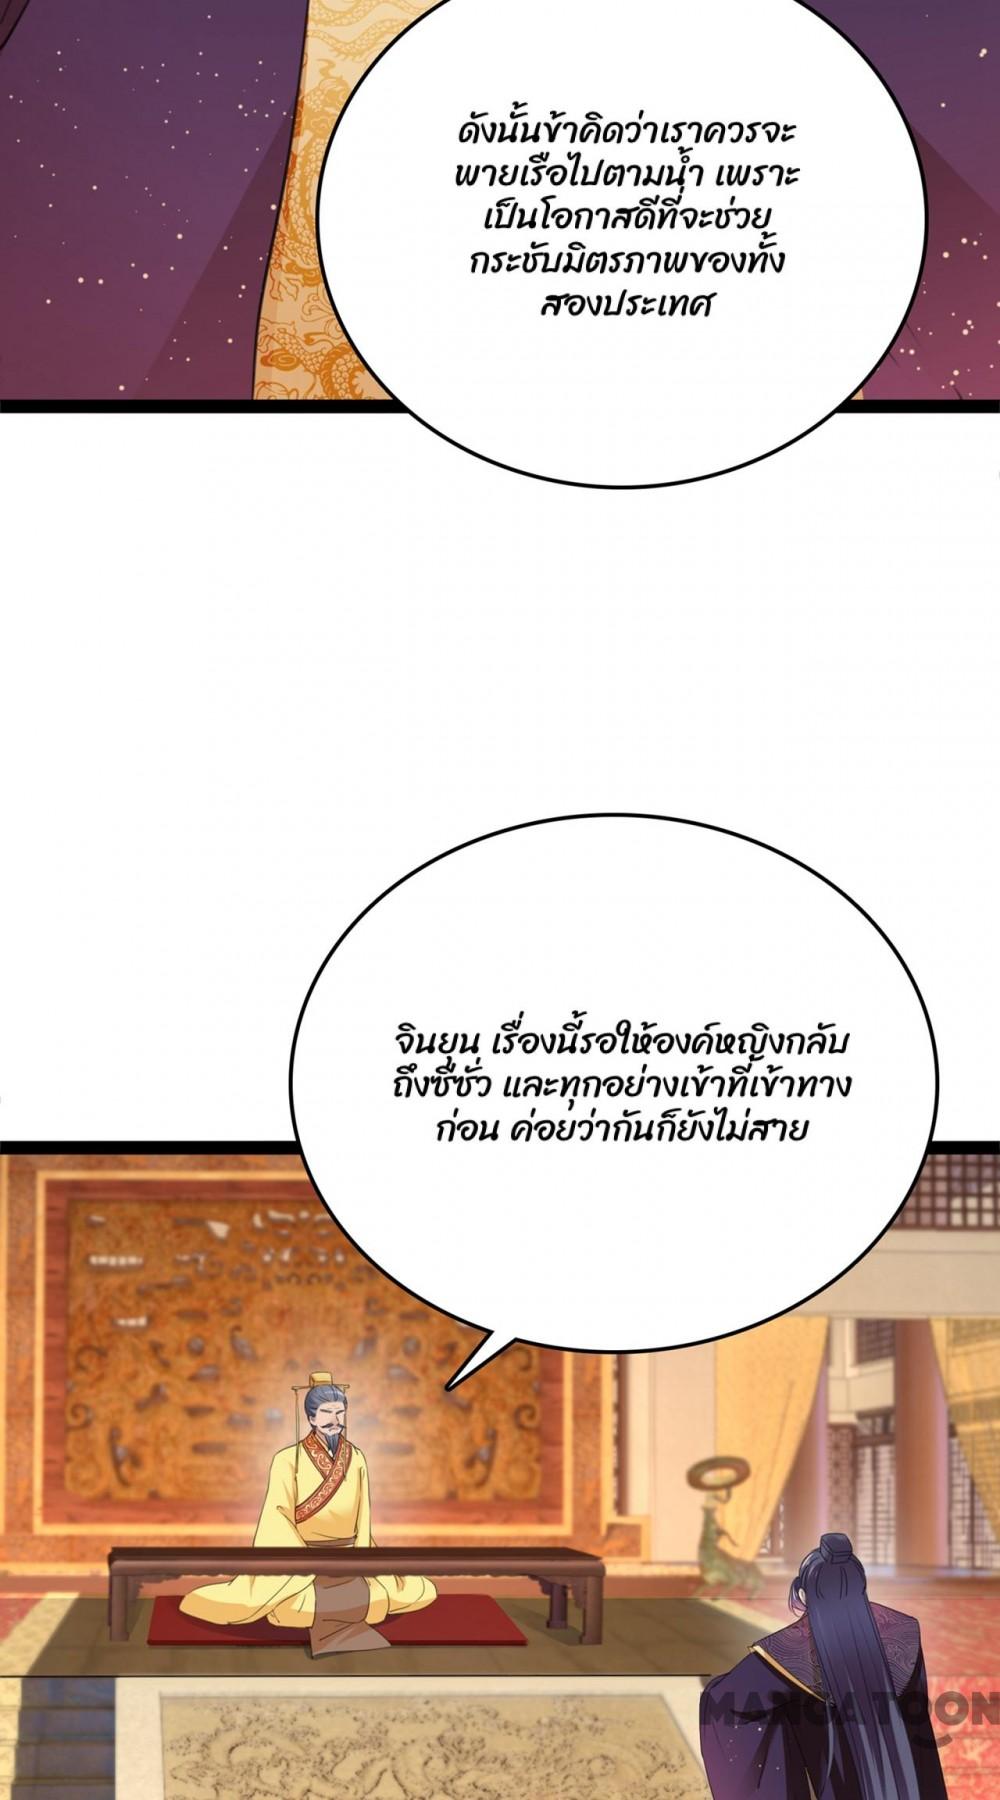 ดังนั้นข้าคิดว่าเราควรจะ
พายเรือไปตามน้ำ เพราะ
เป็นโอกาสดีที่จะช่วย
กระชับมิตรภาพของทั้ง
สองประเทศ
จินยุน เรื่องนี้รอให้องค์หญิงกลับ
ถึงซีซั่ว และทุกอย่างเข้าที่เข้าทาง
ก่อน ค่อยว่ากันก็ยังไม่สาย
MANGA TOON